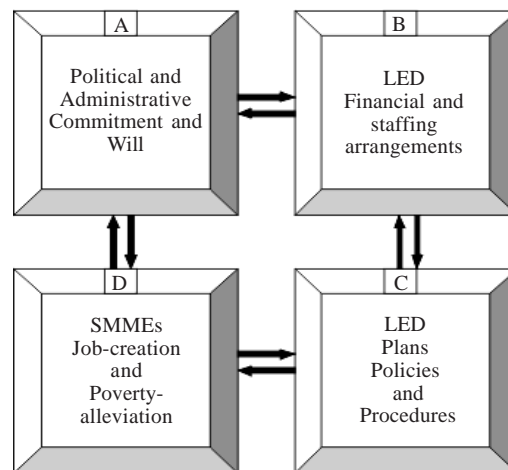 A
Political and
Administrative
Commitment and
Will
B
LED
Financial and
staffing
arrangements
D
SMMEs
Job-creation
and
Poverty-
alleviation
C
LED
Plans
Policies
and
Procedures